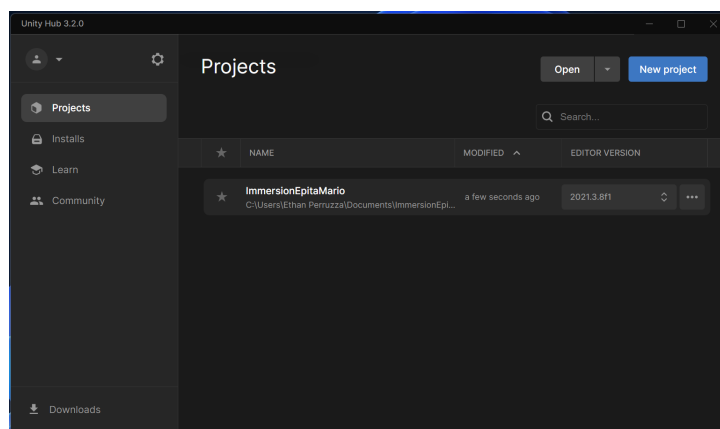 Unity Hub 3.2.0
Projects
Open
New project
Projects
Installs
Learn
Community
Search...
NAME
MODIFIED
EDITOR VERSION
ImmersionEpitaMario
C:\Users\Ethan Perruzza\Documents\ImmersionEpi...
a few seconds ago
2021.3.8f1
Downloads